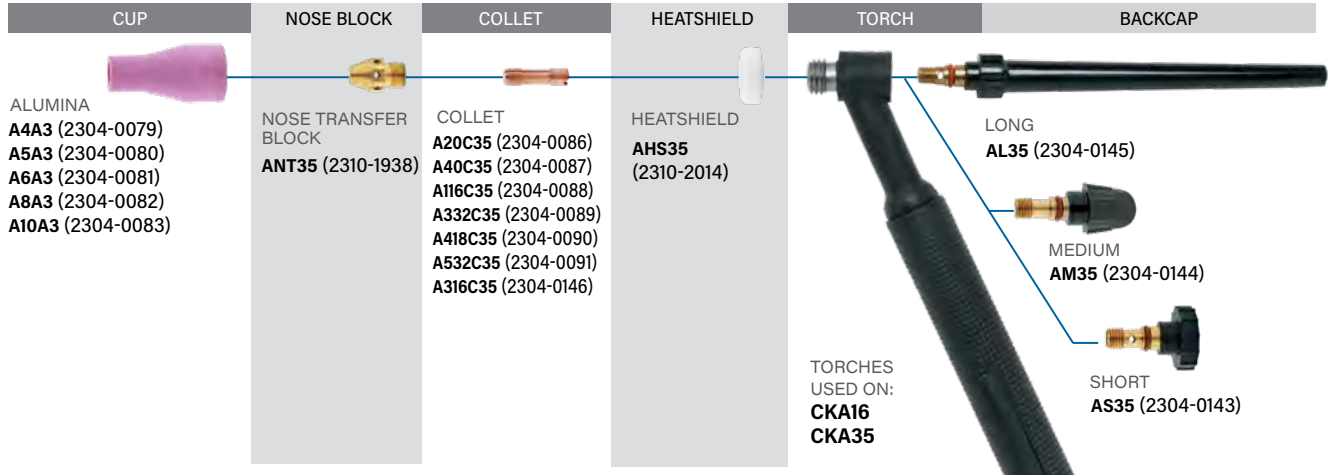 CUP
NOSE BLOCK
COLLET
HEATSHIELD
TORCH
BACKCAP
ALUMINA
A4A3 (2304-0079)
A5A3 (2304-0080)
A6A3 (2304-0081)
A8A3 (2304-0082)
A10A3 (2304-0083)
NOSE TRANSFER
BLOCK
ANT35 (2310-1938)
COLLET
A20C35 (2304-0086)
A40C35 (2304-0087)
A116C35 (2304-0088)
A332C35 (2304-0089)
A418C35 (2304-0090)
A532C35 (2304-0091)
A316C35 (2304-0146)
HEATSHIELD
AHS35
(2310-2014)
TORCHES
USED ON:
CKA16
CKA35
LONG
AL35 (2304-0145)
MEDIUM
AM35 (2304-0144)
SHORT
AS35 (2304-0143)